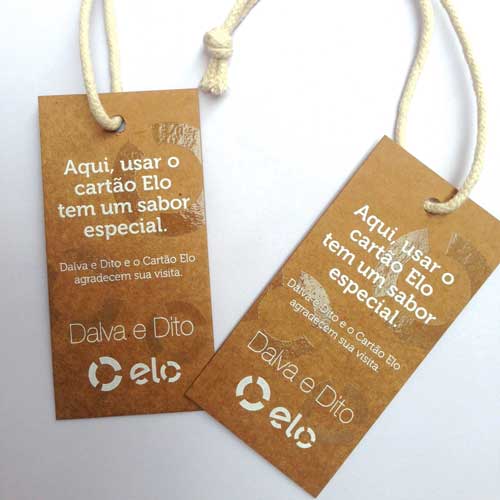 Aqui, usar o
cartão Elo
tem um sabor
especial.
Dalva e Dito e o Cartão Elo
agradecem sua visita.
Dalva e Dito
elo
Aqui, usar o
cartão Elo
tem um sabor
especial.
Dalva e Dito e o Cartão Elo
agradecem sua visita.
Dalva e Dito
elo